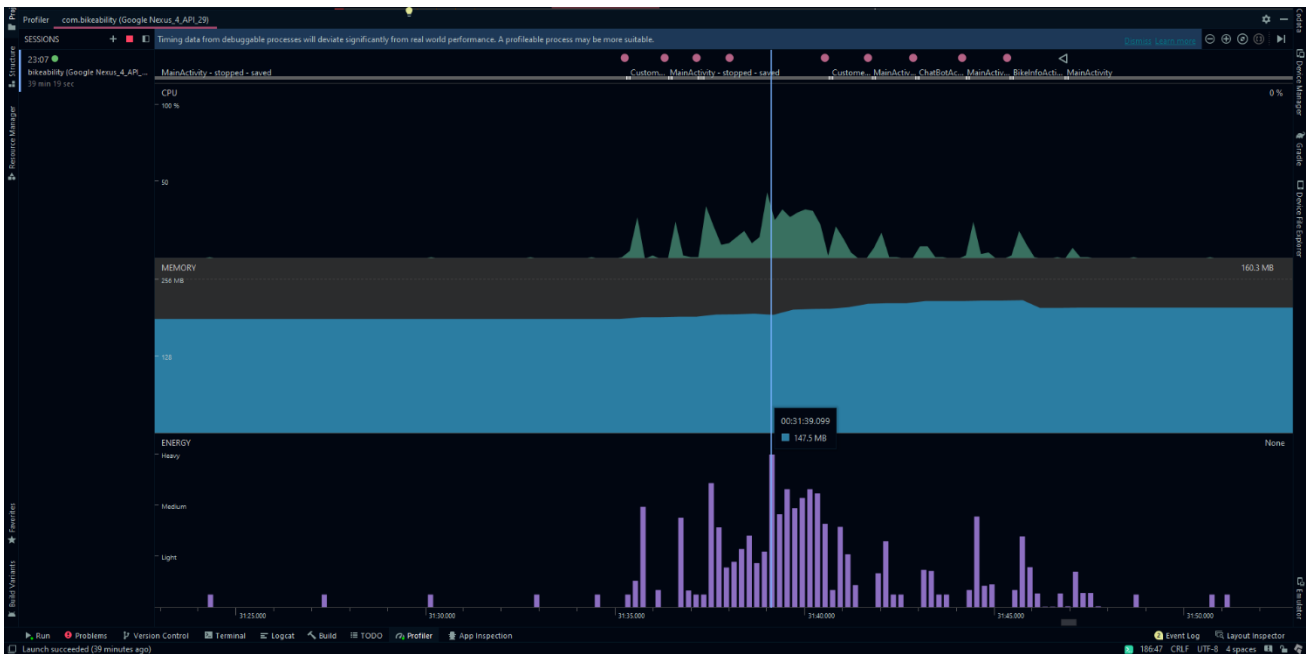 Profiler com.bikeability (Google Nexus_4_API_29)
SESSIONS
Timing data from debuggable processes will deviate significantly from real world performance. A profileable process may be more suitable.
Dismiss Learn more
23:07
bikeability (Google Nexus_4_API_...
39 min 19 sec
MainActivity - stopped - saved
Custom... MainActivity - stopped - saved
Custome... MainActiv... ChatBotAc... MainActiv... BikeInfoActi... MainActivity
CPU
0 %
100 %
50
MEMORY
160.3 MB
256 MB
128
00:31:39.099
147.5 MB
ENERGY
None
Heavy
Medium
Light
31:25.000 31:30.000 31:35.000 31:40.000 31:45.000 31:50.000
Structure
Resource Manager
Favorites
Build Variants
Device Manager
Gradle
Device File Explorer
Emulator
Run Problems Version Control Terminal Logcat Build TODO Profiler App Inspection
2 Event Log Layout Inspector
Launch succeeded (39 minutes ago)
186:47 CRLF UTF-8 4 spaces